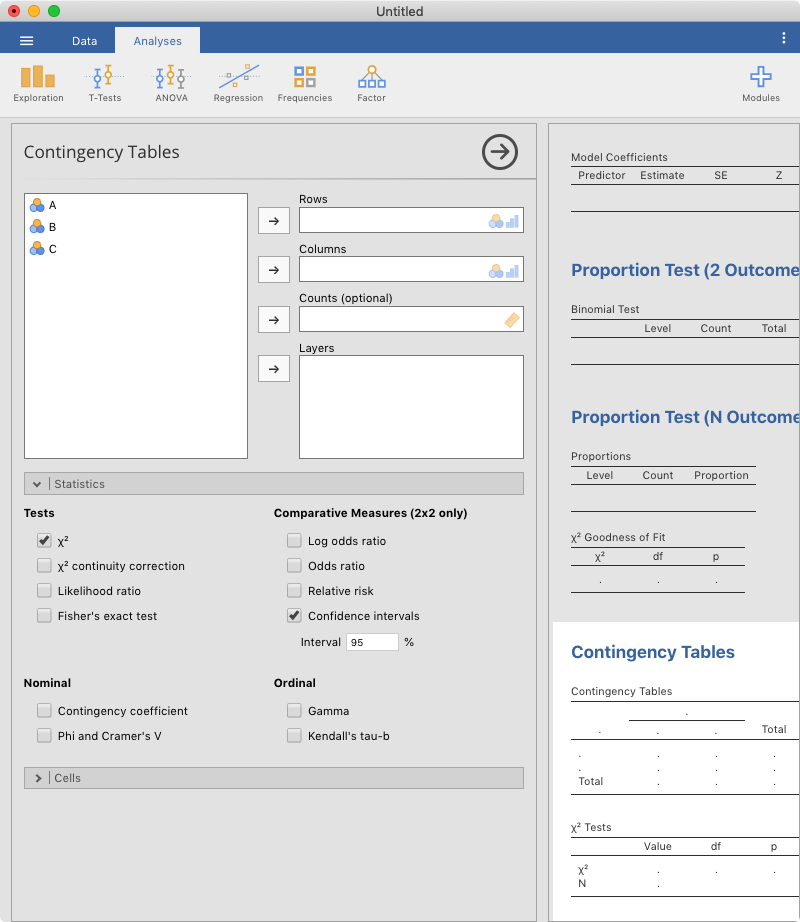 Untitled
Data
Analyses
Exploration
T-Tests
ANOVA
Regression
Frequencies
Factor
Modules
Contingency Tables
A
B
C
Rows
Columns
Counts (optional)
Layers
Statistics
Tests
χ²
χ² continuity correction
Likelihood ratio
Fisher's exact test
Comparative Measures (2x2 only)
Log odds ratio
Odds ratio
Relative risk
Confidence intervals
Interval 95 %
Nominal
Contingency coefficient
Phi and Cramer's V
Ordinal
Gamma
Kendall's tau-b
Cells
Model Coefficients
Predictor Estimate SE Z
Proportion Test (2 Outcome
Binomial Test
Level Count Total
Proportion Test (N Outcome
Proportions
Level Count Proportion
χ² Goodness of Fit
χ² df p
. . .
Contingency Tables
Contingency Tables
.
. . . Total
. . . .
. . . .
Total . . .
χ² Tests
Value df p
χ² . . .
N .